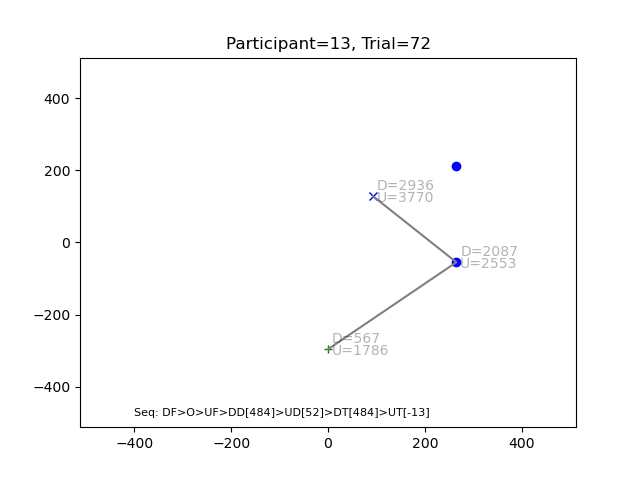 Participant=13, Trial=72
400
200
0
−200
−400
D=2936
U=3770
D=2087
U=2553
D=567
U=1786
Seq: DF>O>UF>DD[484]>UD[52]>DT[484]>UT[-13]
−400
−200
0
200
400